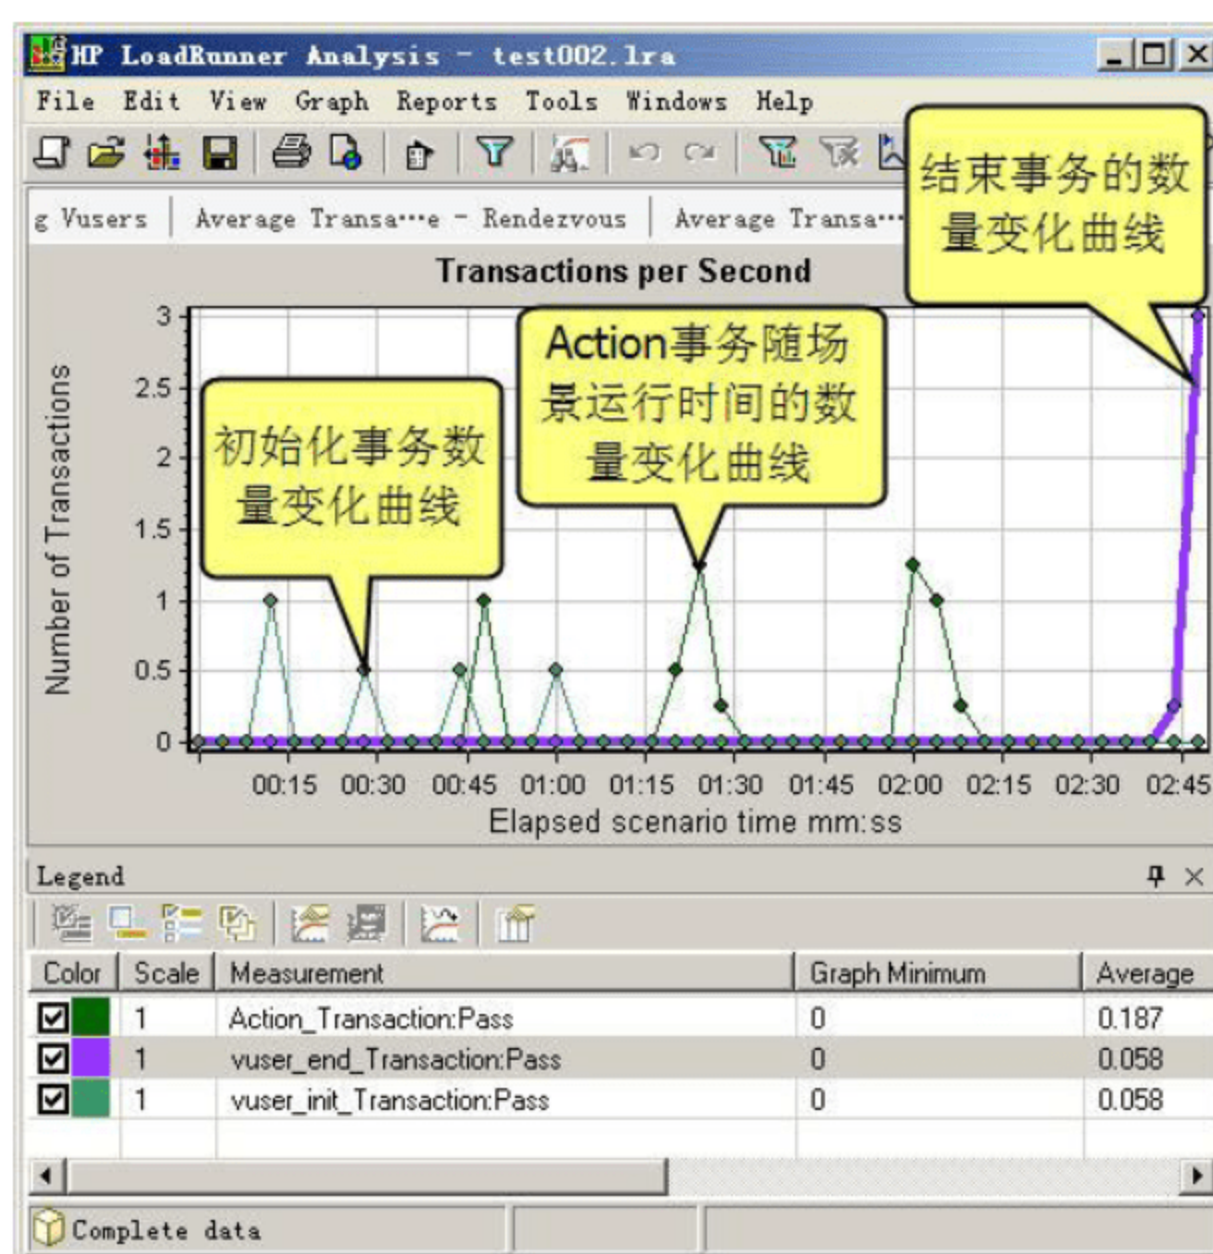 HP LoadRunner Analysis - test002.lra
File Edit View Graph Reports Tools Windows Help
g Vusers Average Transa…e - Rendezvous Average Transa…
结束事务的数
量变化曲线
Transactions per Second
Action事务随场
景运行时间的数
量变化曲线
初始化事务数
量变化曲线
Number of Transactions
3
2.5
2
1.5
1
0.5
0
00:15 00:30 00:45 01:00 01:15 01:30 01:45 02:00 02:15 02:30 02:45
Elapsed scenario time mm:ss
Legend
Color Scale Measurement Graph Minimum Average
1 Action_Transaction:Pass 0 0.187
1 vuser_end_Transaction:Pass 0 0.058
1 vuser_init_Transaction:Pass 0 0.058
Complete data